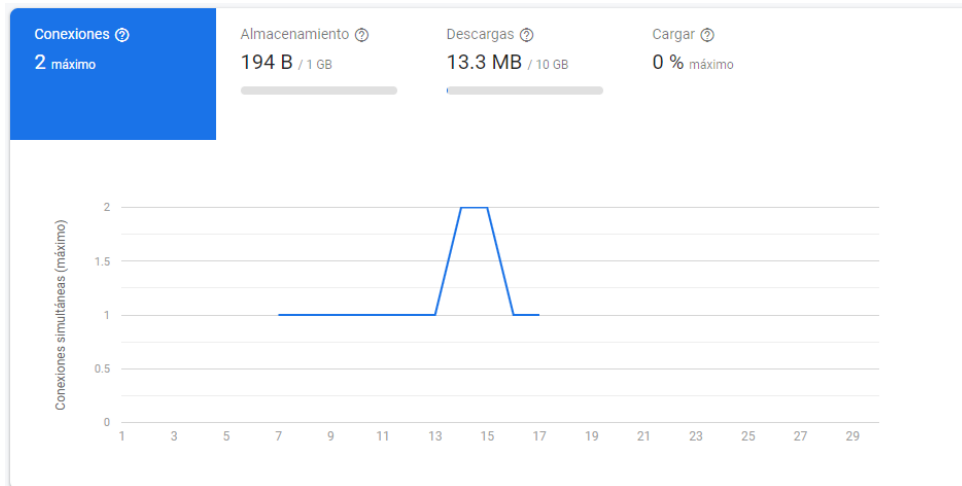 Conexiones
2 máximo
Almacenamiento
194 B / 1 GB
Descargas
13.3 MB / 10 GB
Cargar
0 % máximo
Conexiones simultáneas (máximo)
2
1.5
1
0.5
0
1 3 5 7 9 11 13 15 17 19 21 23 25 27 29